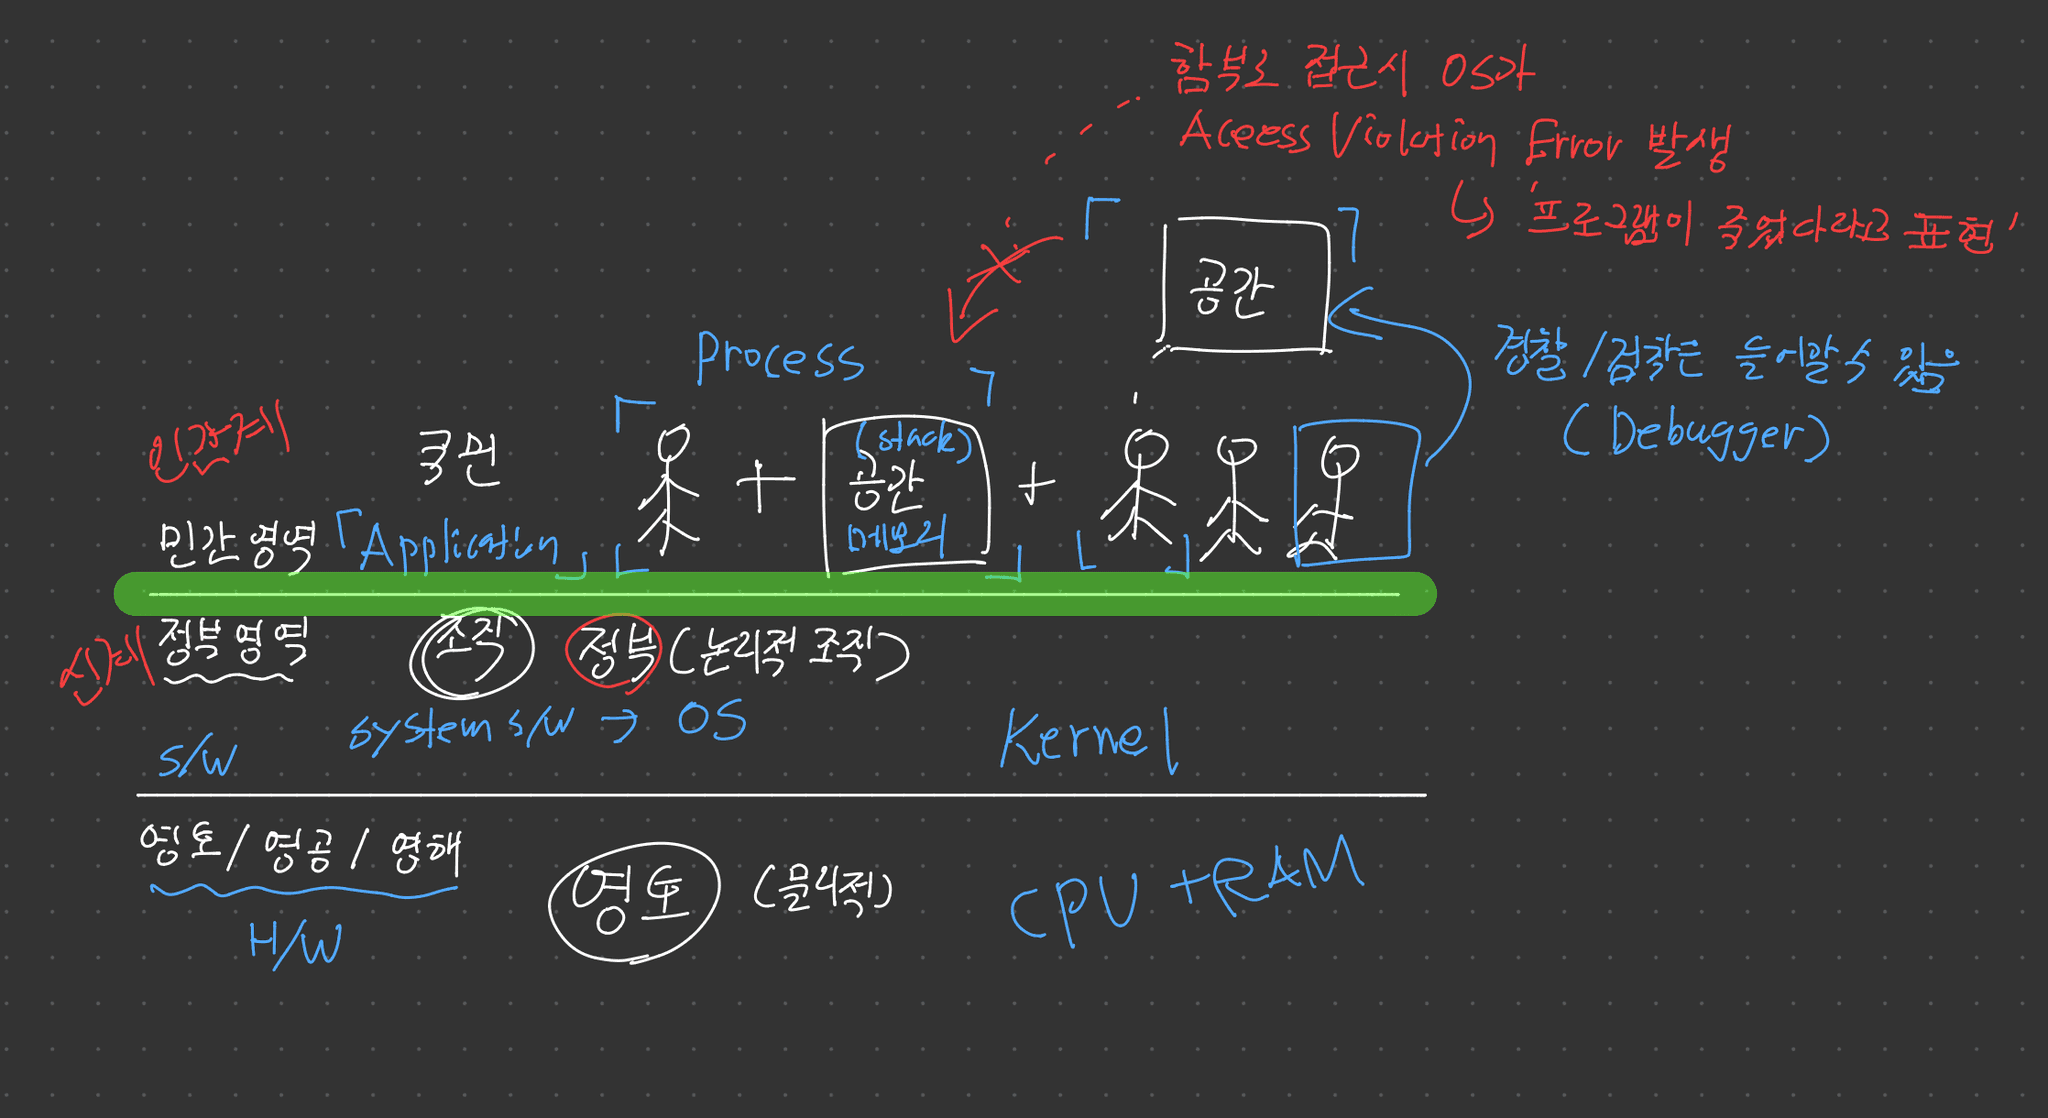 함부로 접근시 OS가
Access Violation Error 발생
↳ '프로그램이 죽었다라고 표현'
공간
Process
경찰/검찰은 들어갈 수 있음
(Debugger)
인간계
국민
(stack)
공간
메모리
+
+
민간영역 「Application」
신계
정부영역
조직
정부(논리적 조직)
system s/w → OS
Kernel
S/W
영토/영공/영해
영토 (물리적)
CPU + RAM
H/W